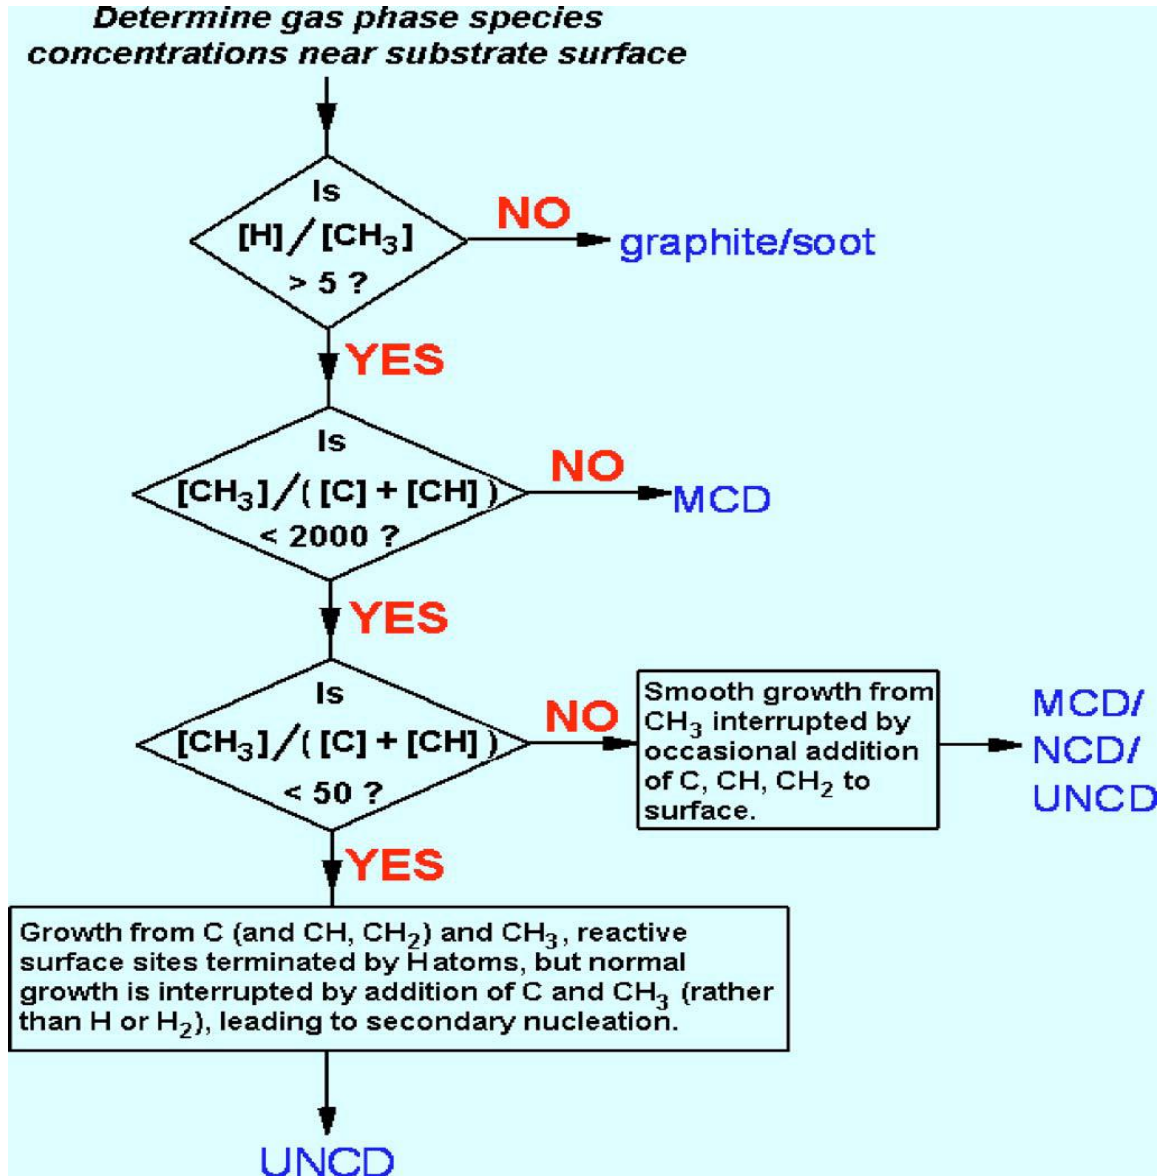 Determine gas phase species
concentrations near substrate surface
Is
[H]/[CH₃]
> 5 ?
NO
graphite/soot
YES
Is
[CH₃]/([C] + [CH])
< 2000 ?
NO
MCD
YES
Is
[CH₃]/([C] + [CH])
< 50 ?
NO
Smooth growth from
CH₃ interrupted by
occasional addition
of C, CH, CH₂ to
surface.
MCD/
NCD/
UNCD
YES
Growth from C (and CH, CH₂) and CH₃, reactive
surface sites terminated by H atoms, but normal
growth is interrupted by addition of C and CH₃ (rather
than H or H₂), leading to secondary nucleation.
UNCD